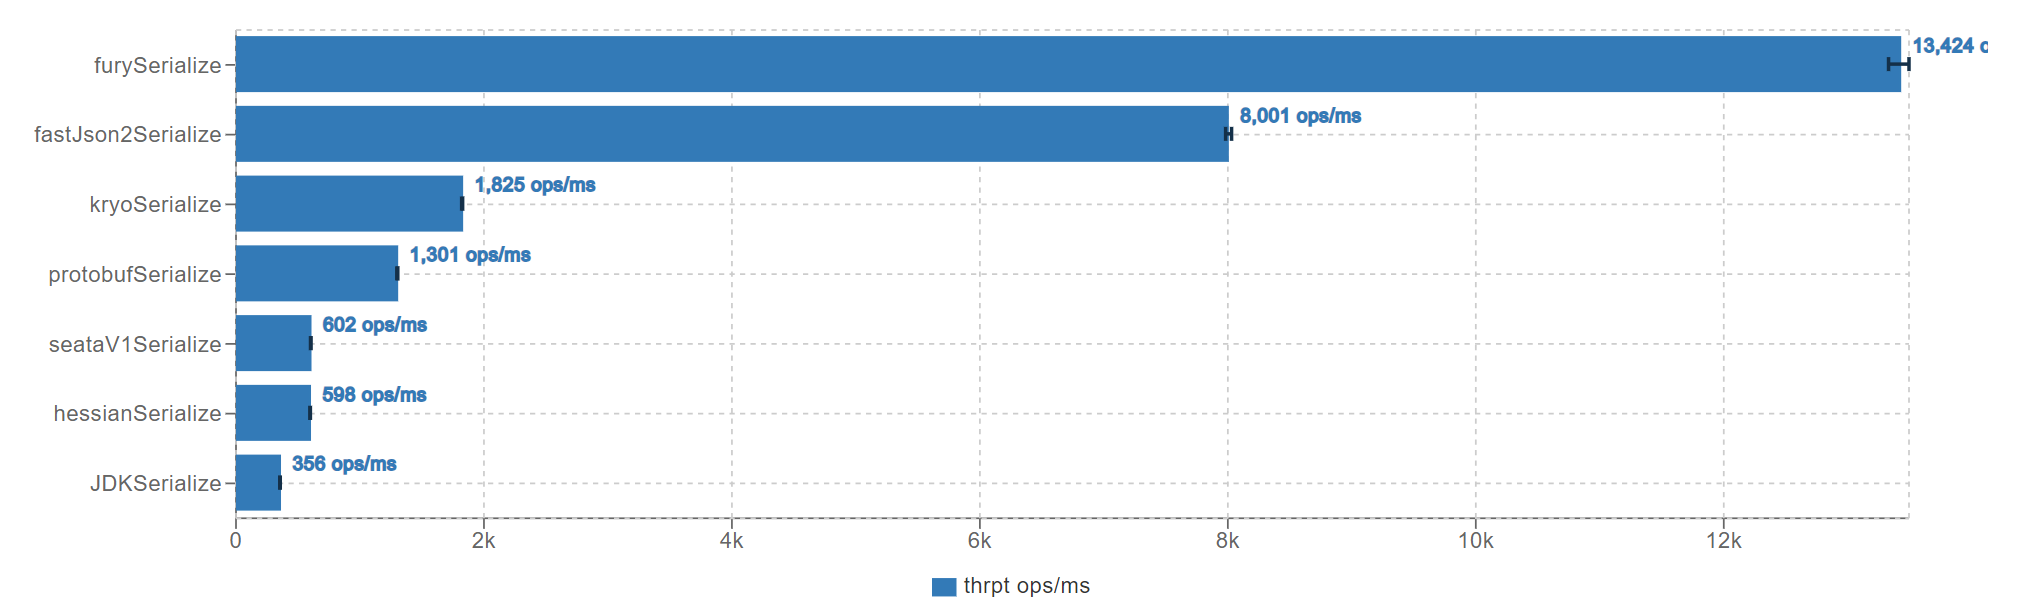 furySerialize 13,424
fastJson2Serialize 8,001 ops/ms
kryoSerialize 1,825 ops/ms
protobufSerialize 1,301 ops/ms
seataV1Serialize 602 ops/ms
hessianSerialize 598 ops/ms
JDKSerialize 356 ops/ms
0 2k 4k 6k 8k 10k 12k
thrpt ops/ms